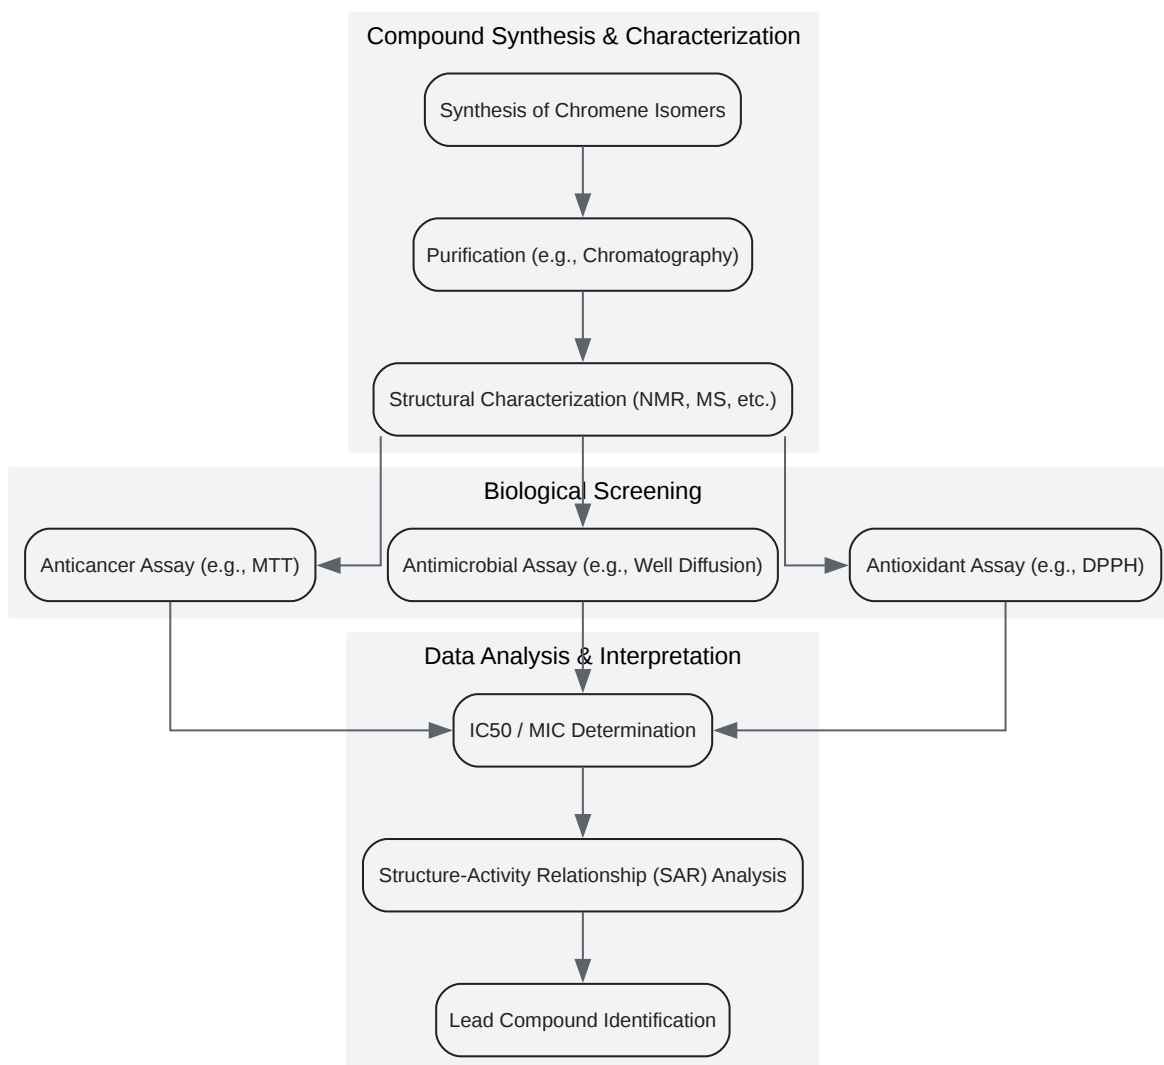 Compound Synthesis & Characterization
Synthesis of Chromene Isomers
Purification (e.g., Chromatography)
Structural Characterization (NMR, MS, etc.)
Biological Screening
Anticancer Assay (e.g., MTT)
Antimicrobial Assay (e.g., Well Diffusion)
Antioxidant Assay (e.g., DPPH)
Data Analysis & Interpretation
IC50 / MIC Determination
Structure-Activity Relationship (SAR) Analysis
Lead Compound Identification